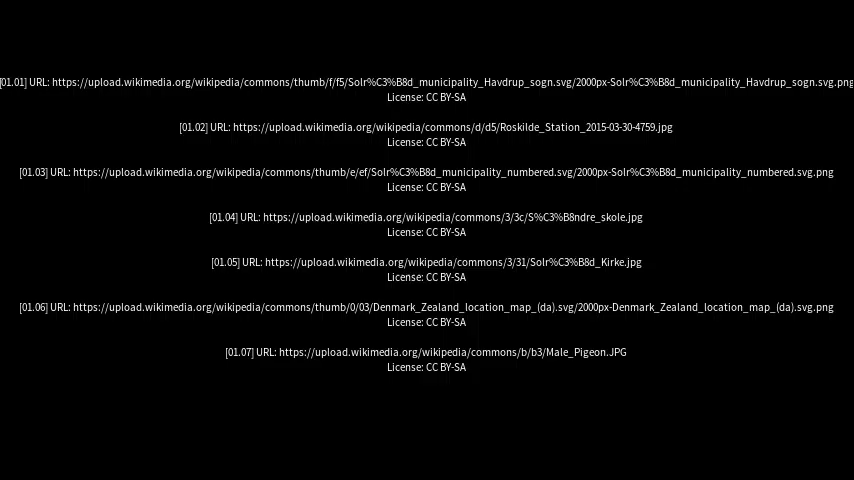 [01.01] URL: https://upload.wikimedia.org/wikipedia/commons/thumb/f/f5/Solr%C3%B8d_municipality_Havdrup_sogn.svg/2000px-Solr%C3%B8d_municipality_Havdrup_sogn.svg.png
License: CC BY-SA
[01.02] URL: https://upload.wikimedia.org/wikipedia/commons/d/d5/Roskilde_Station_2015-03-30-4759.jpg
License: CC BY-SA
[01.03] URL: https://upload.wikimedia.org/wikipedia/commons/thumb/e/ef/Solr%C3%B8d_municipality_numbered.svg/2000px-Solr%C3%B8d_municipality_numbered.svg.png
License: CC BY-SA
[01.04] URL: https://upload.wikimedia.org/wikipedia/commons/3/3c/S%C3%B8ndre_skole.jpg
License: CC BY-SA
[01.05] URL: https://upload.wikimedia.org/wikipedia/commons/3/31/Solr%C3%B8d_Kirke.jpg
License: CC BY-SA
[01.06] URL: https://upload.wikimedia.org/wikipedia/commons/thumb/0/03/Denmark_Zealand_location_map_(da).svg/2000px-Denmark_Zealand_location_map_(da).svg.png
License: CC BY-SA
[01.07] URL: https://upload.wikimedia.org/wikipedia/commons/b/b3/Male_Pigeon.JPG
License: CC BY-SA